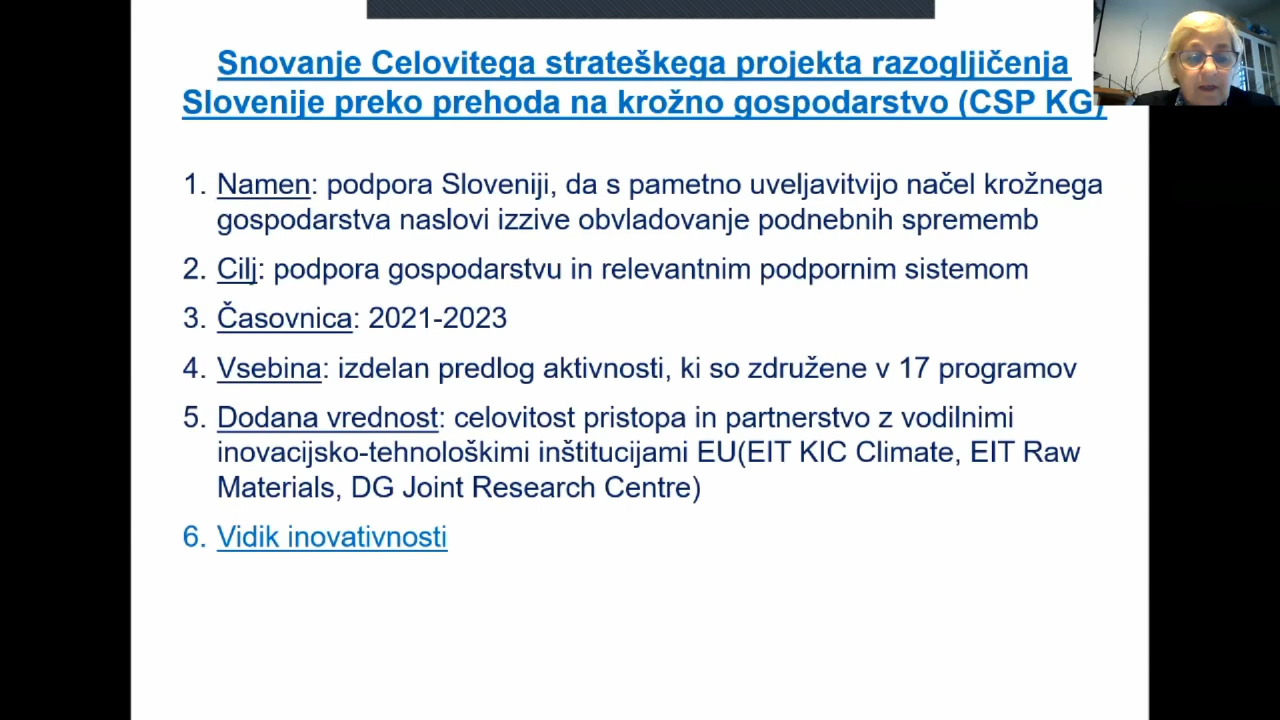 Snovanje Celovitega strateškega projekta razogljičenja
Slovenije preko prehoda na krožno gospodarstvo (CSP KG)
1. Namen: podpora Sloveniji, da s pametno uveljavitvijo načel krožnega
gospodarstva naslovi izzive obvladovanje podnebnih sprememb
2. Cilj: podpora gospodarstvu in relevantnim podpornim sistemom
3. Časovnica: 2021-2023
4. Vsebina: izdelan predlog aktivnosti, ki so združene v 17 programov
5. Dodana vrednost: celovitost pristopa in partnerstvo z vodilnimi
inovacijsko-tehnološkimi inštitucijami EU(EIT KIC Climate, EIT Raw
Materials, DG Joint Research Centre)
6. Vidik inovativnosti